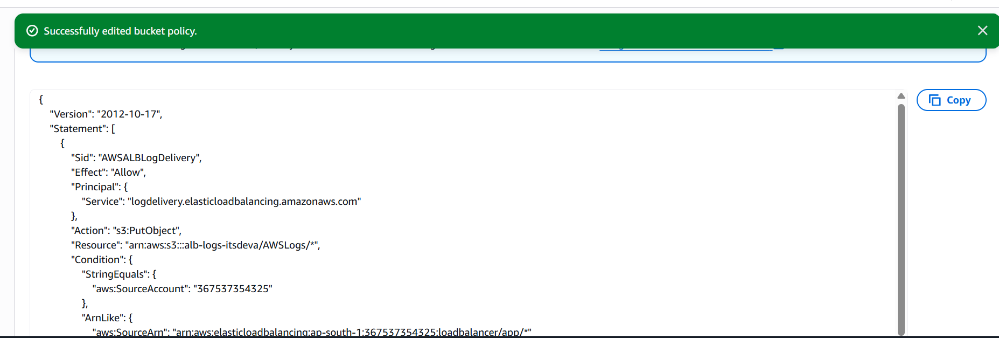 Successfully edited bucket policy.
{
"Version": "2012-10-17",
"Statement": [
{
"Sid": "AWSALBLogDelivery",
"Effect": "Allow",
"Principal": {
"Service": "logdelivery.elasticloadbalancing.amazonaws.com"
},
"Action": "s3:PutObject",
"Resource": "arn:aws:s3:::alb-logs-itsdeva/AWSLogs/*",
"Condition": {
"StringEquals": {
"aws:SourceAccount": "367537354325"
},
"ArnLike": {
"aws:SourceArn": "arn:aws:elasticloadbalancing:ap-south-1:367537354325:loadbalancer/app/*"
Copy